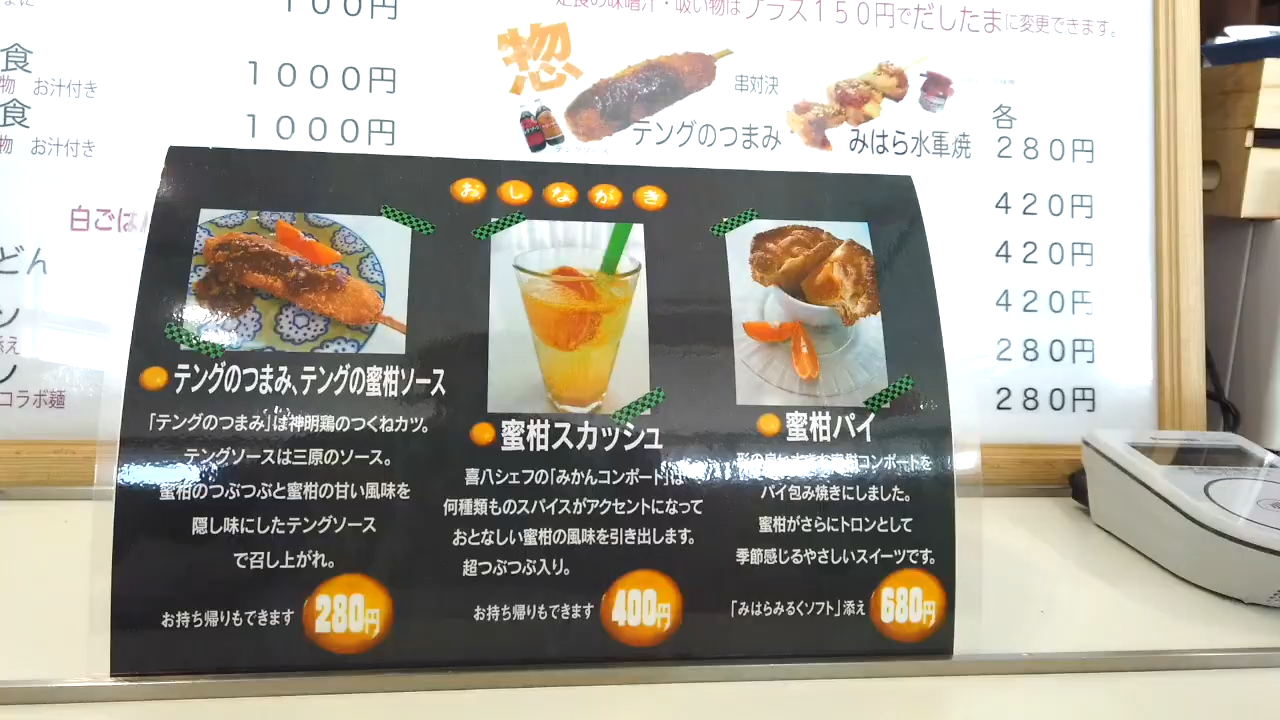 100円
定食の味噌汁・吸い物はプラス150円でだしたまに変更できます。
食
1000円
物 お汁付き
食
1000円
物 お汁付き
惣
串対決
テングのつまみ
みはら水軍焼
各
280円
白ごは
420円
どん
420円
ン
420円
添え
280円
ン
コラボ麺
280円
おしながき
テングのつまみ、テングの蜜柑ソース
「テングのつまみ」は神明鶏のつくねカツ。
テングソースは三原のソース。
蜜柑のつぶつぶと蜜柑の甘い風味を
隠し味にしたテングソース
で召し上がれ。
お持ち帰りもできます 280円
蜜柑スカッシュ
喜八シェフの「みかんコンポート」は
何種類ものスパイスがアクセントになって
おとなしい蜜柑の風味を引き出します。
超つぶつぶ入り。
お持ち帰りもできます 400円
蜜柑パイ
蜜柑コンポートを
パイ包み焼きにしました。
蜜柑がさらにトロンとして
季節感じるやさしいスイーツです。
「みはらみるくソフト」添え 680円